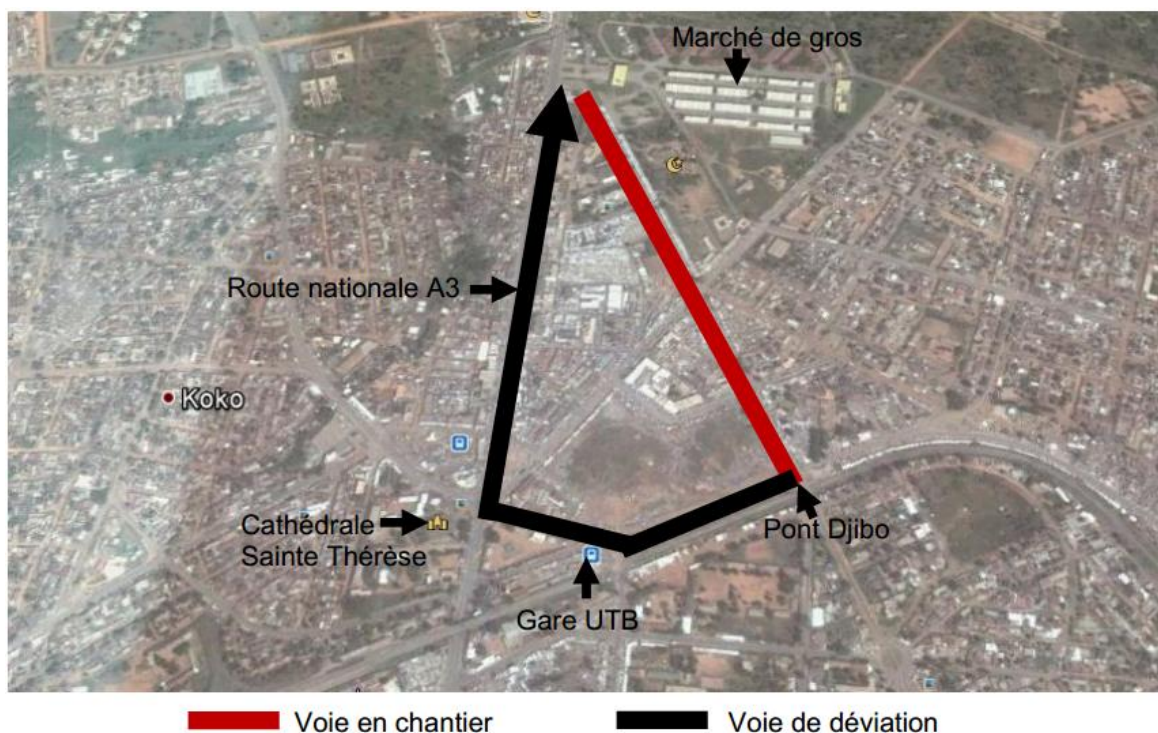 Marché de gros
Route nationale A3
Koko
Cathédrale
Sainte Thérèse
Pont Djibo
Gare UTB
Voie en chantier
Voie de déviation